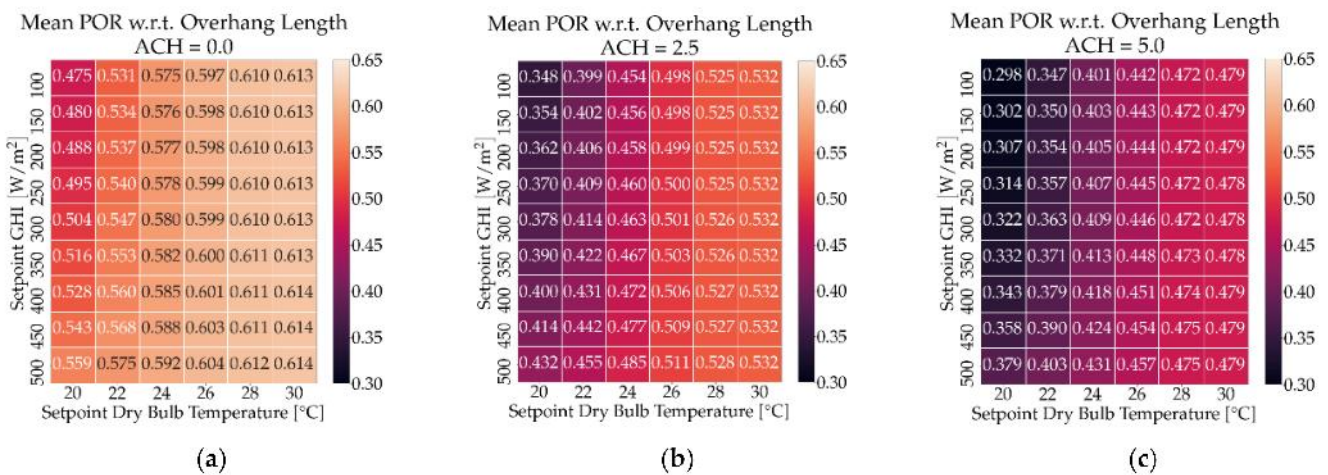 Mean POR w.r.t. Overhang Length
ACH = 0.0
Setpoint GHI [W/m²]
100 0.475 0.531 0.575 0.597 0.610 0.613
150 0.480 0.534 0.576 0.598 0.610 0.613
200 0.488 0.537 0.577 0.598 0.610 0.613
250 0.495 0.540 0.578 0.599 0.610 0.613
300 0.504 0.547 0.580 0.599 0.610 0.613
350 0.516 0.553 0.582 0.600 0.611 0.613
400 0.528 0.560 0.585 0.601 0.611 0.614
450 0.543 0.568 0.588 0.603 0.611 0.614
500 0.559 0.575 0.592 0.604 0.612 0.614
20 22 24 26 28 30
Setpoint Dry Bulb Temperature [°C]
0.65
0.60
0.55
0.50
0.45
0.40
0.35
0.30
(a)
Mean POR w.r.t. Overhang Length
ACH = 2.5
Setpoint GHI [W/m²]
100 0.348 0.399 0.454 0.498 0.525 0.532
150 0.354 0.402 0.456 0.498 0.525 0.532
200 0.362 0.406 0.458 0.499 0.525 0.532
250 0.370 0.409 0.460 0.500 0.525 0.532
300 0.378 0.414 0.463 0.501 0.526 0.532
350 0.390 0.422 0.467 0.503 0.526 0.532
400 0.400 0.431 0.472 0.506 0.527 0.532
450 0.414 0.442 0.477 0.509 0.527 0.532
500 0.432 0.455 0.485 0.511 0.528 0.532
20 22 24 26 28 30
Setpoint Dry Bulb Temperature [°C]
0.65
0.60
0.55
0.50
0.45
0.40
0.35
0.30
(b)
Mean POR w.r.t. Overhang Length
ACH = 5.0
Setpoint GHI [W/m²]
100 0.298 0.347 0.401 0.442 0.472 0.479
150 0.302 0.350 0.403 0.443 0.472 0.479
200 0.307 0.354 0.405 0.444 0.472 0.479
250 0.314 0.357 0.407 0.445 0.472 0.478
300 0.322 0.363 0.409 0.446 0.472 0.478
350 0.332 0.371 0.413 0.448 0.473 0.478
400 0.343 0.379 0.418 0.451 0.474 0.479
450 0.358 0.390 0.424 0.454 0.475 0.479
500 0.379 0.403 0.431 0.457 0.475 0.479
20 22 24 26 28 30
Setpoint Dry Bulb Temperature [°C]
0.65
0.60
0.55
0.50
0.45
0.40
0.35
0.30
(c)